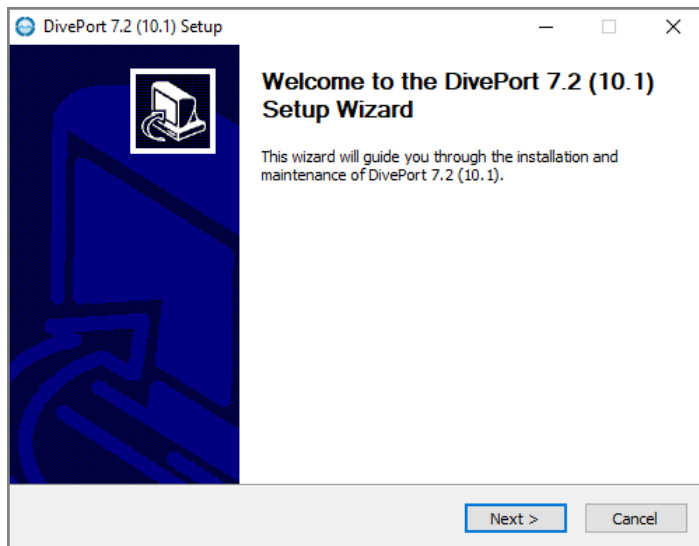 DivePort 7.2 (10.1) Setup
Welcome to the DivePort 7.2 (10.1)
Setup Wizard
This wizard will guide you through the installation and
maintenance of DivePort 7.2 (10.1).
Next >
Cancel